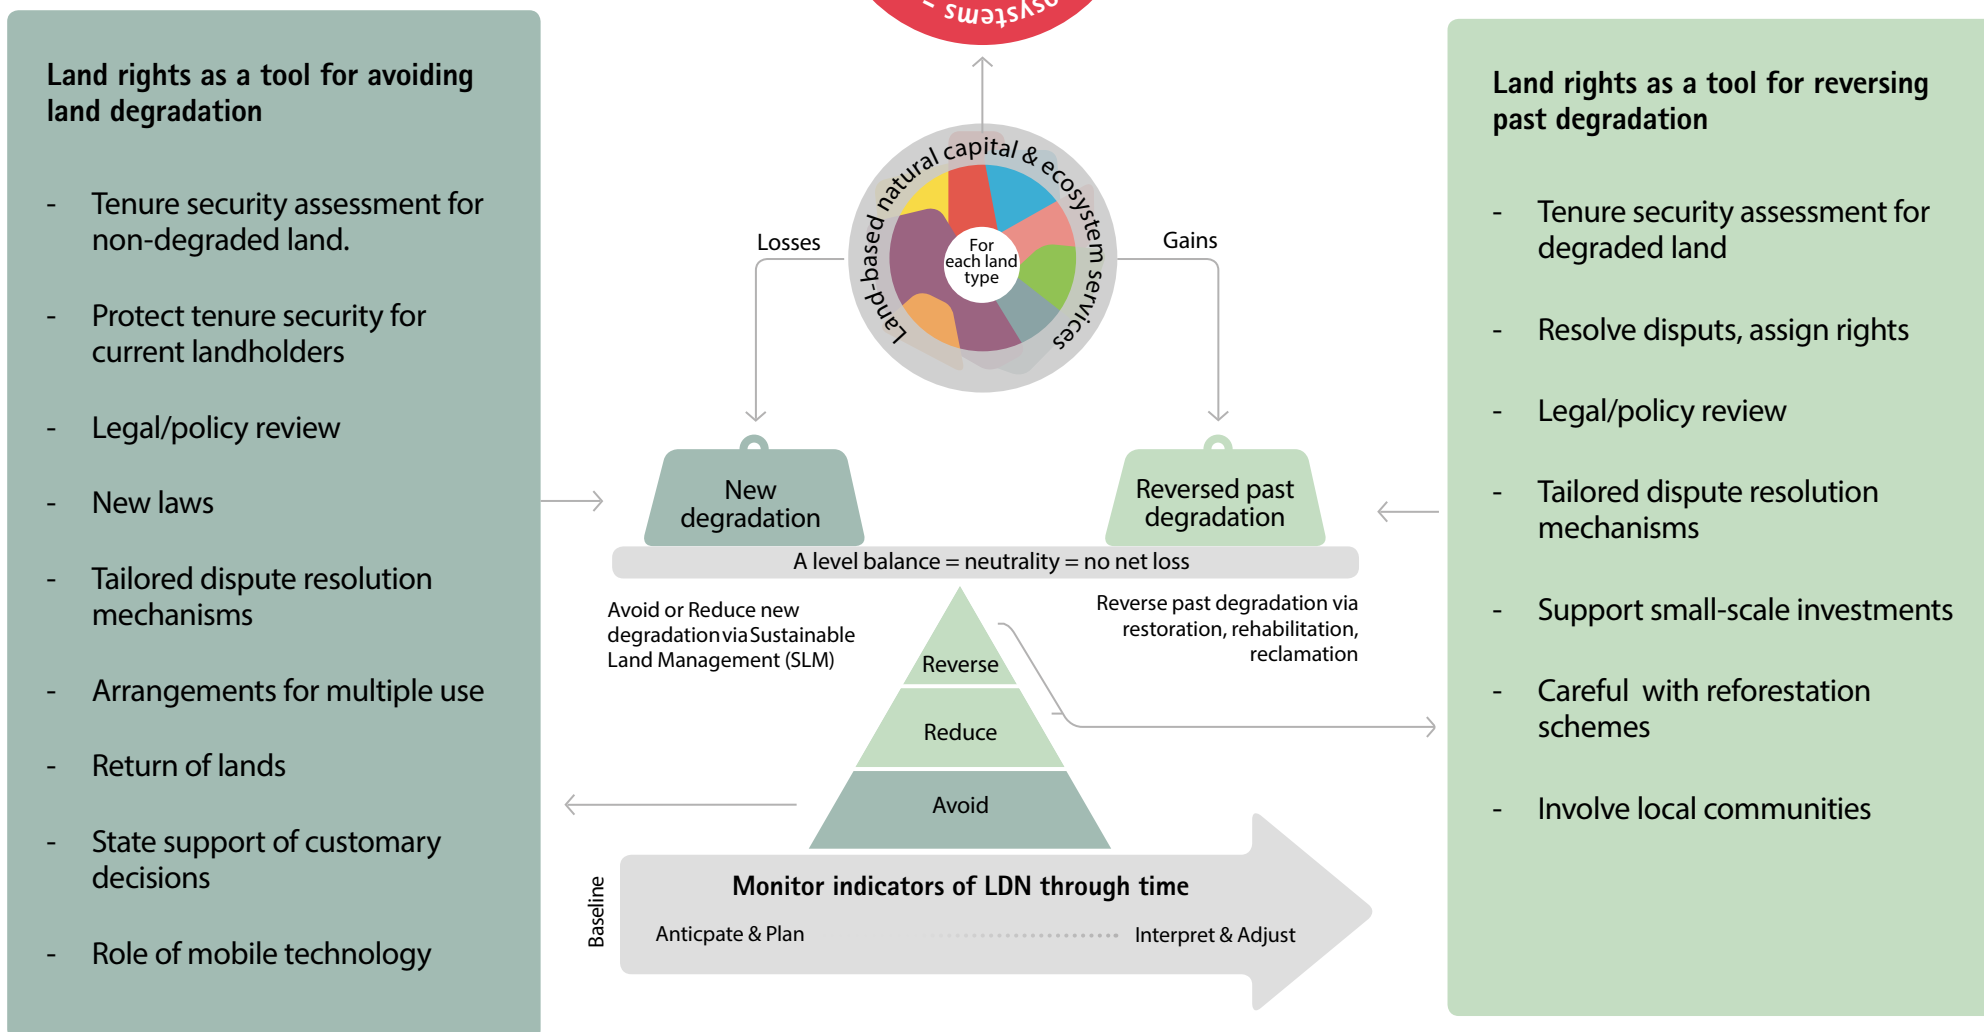 Land rights as a tool for avoiding
land degradation
- Tenure security assessment for
non-degraded land.
- Protect tenure security for
current landholders
- Legal/policy review
- New laws
- Tailored dispute resolution
mechanisms
- Arrangements for multiple use
- Return of lands
- State support of customary
decisions
- Role of mobile technology
Land-based natural capital & ecosystem services
For
each land
type
Losses
Gains
New
degradation
Reversed past
degradation
A level balance = neutrality = no net loss
Avoid or Reduce new
degradation via Sustainable
Land Management (SLM)
Reverse past degradation via
restoration, rehabilitation,
reclamation
Reverse
Reduce
Avoid
Baseline
Monitor indicators of LDN through time
Anticpate & Plan
Interpret & Adjust
Land rights as a tool for reversing
past degradation
- Tenure security assessment for
degraded land
- Resolve disputs, assign rights
- Legal/policy review
- Tailored dispute resolution
mechanisms
- Support small-scale investments
- Careful with reforestation
schemes
- Involve local communities